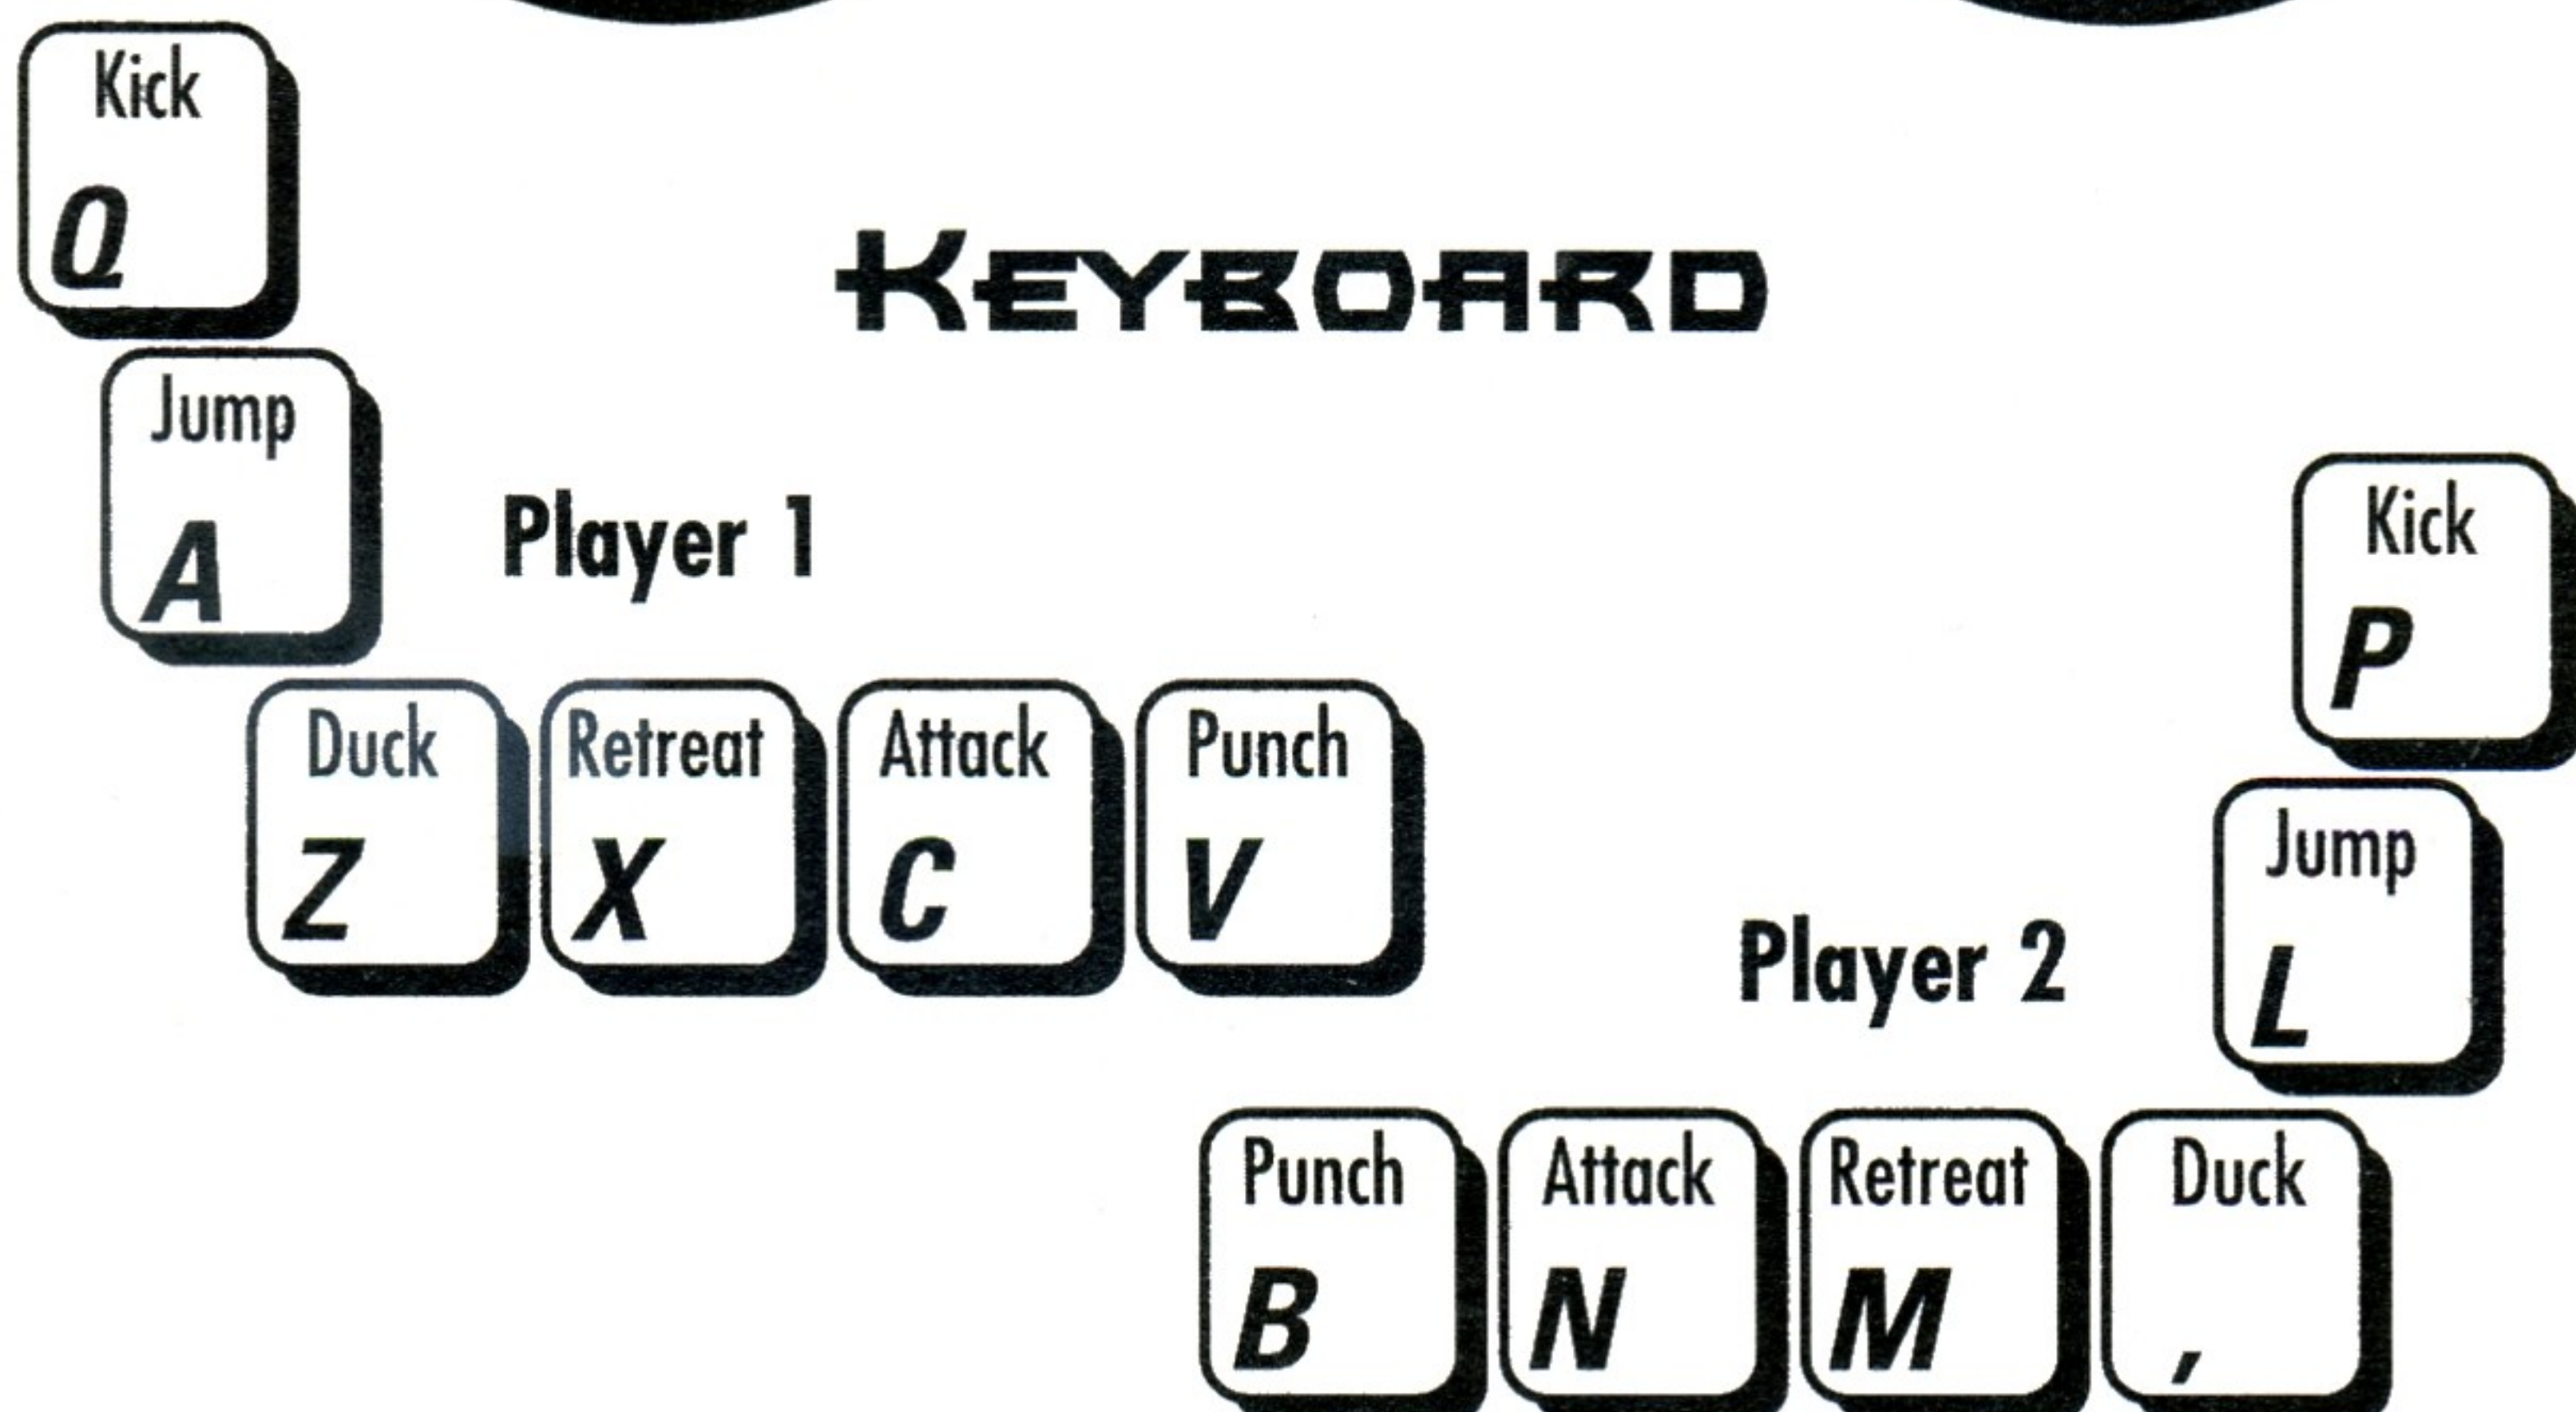 Kick
Q
KEYBOARD
Jump
A
Player 1
Kick
P
Duck Retreat Attack Punch
Z X C V
Jump
L
Player 2
Punch Attack Retreat Duck
B N M ,